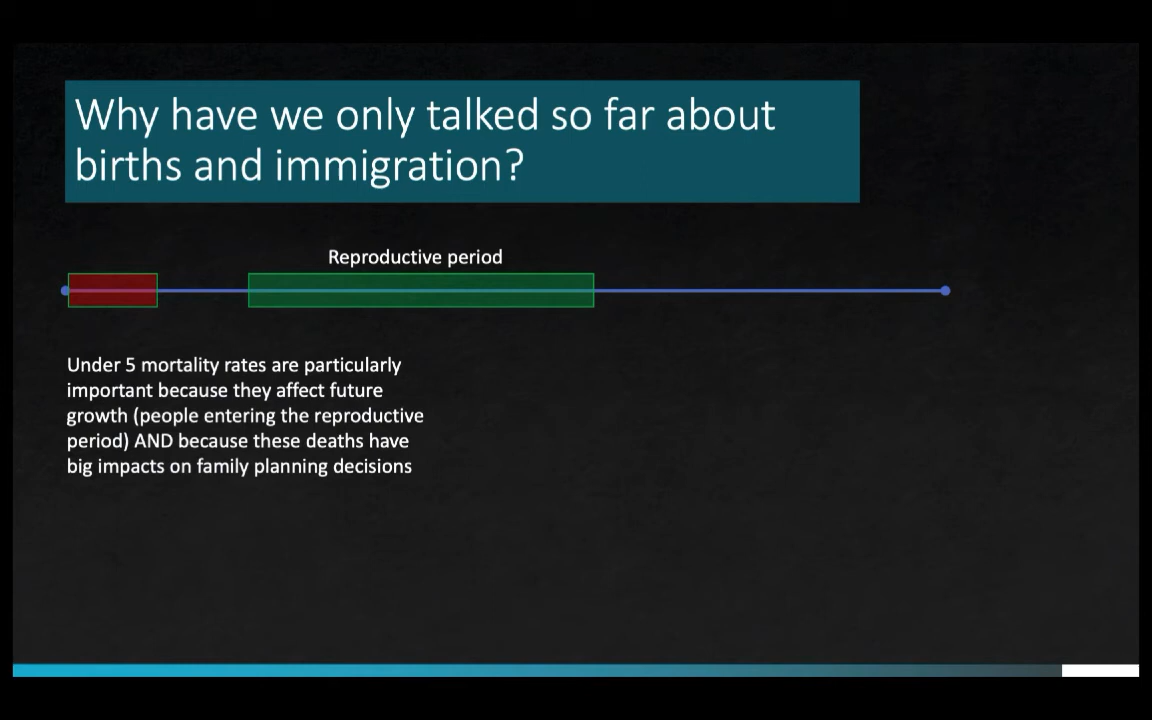 Why have we only talked so far about
births and immigration?
Reproductive period
Under 5 mortality rates are particularly
important because they affect future
growth (people entering the reproductive
period) AND because these deaths have
big impacts on family planning decisions